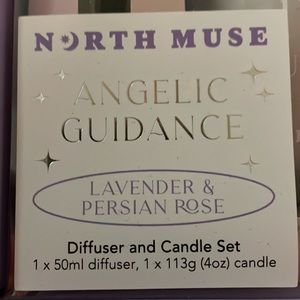 NORTH MUSE
ANGELIC
GUIDANCE
LAVENDER &
PERSIAN ROSE
Diffuser and Candle Set
1 x 50ml diffuser, 1 x 113g (4oz) candle